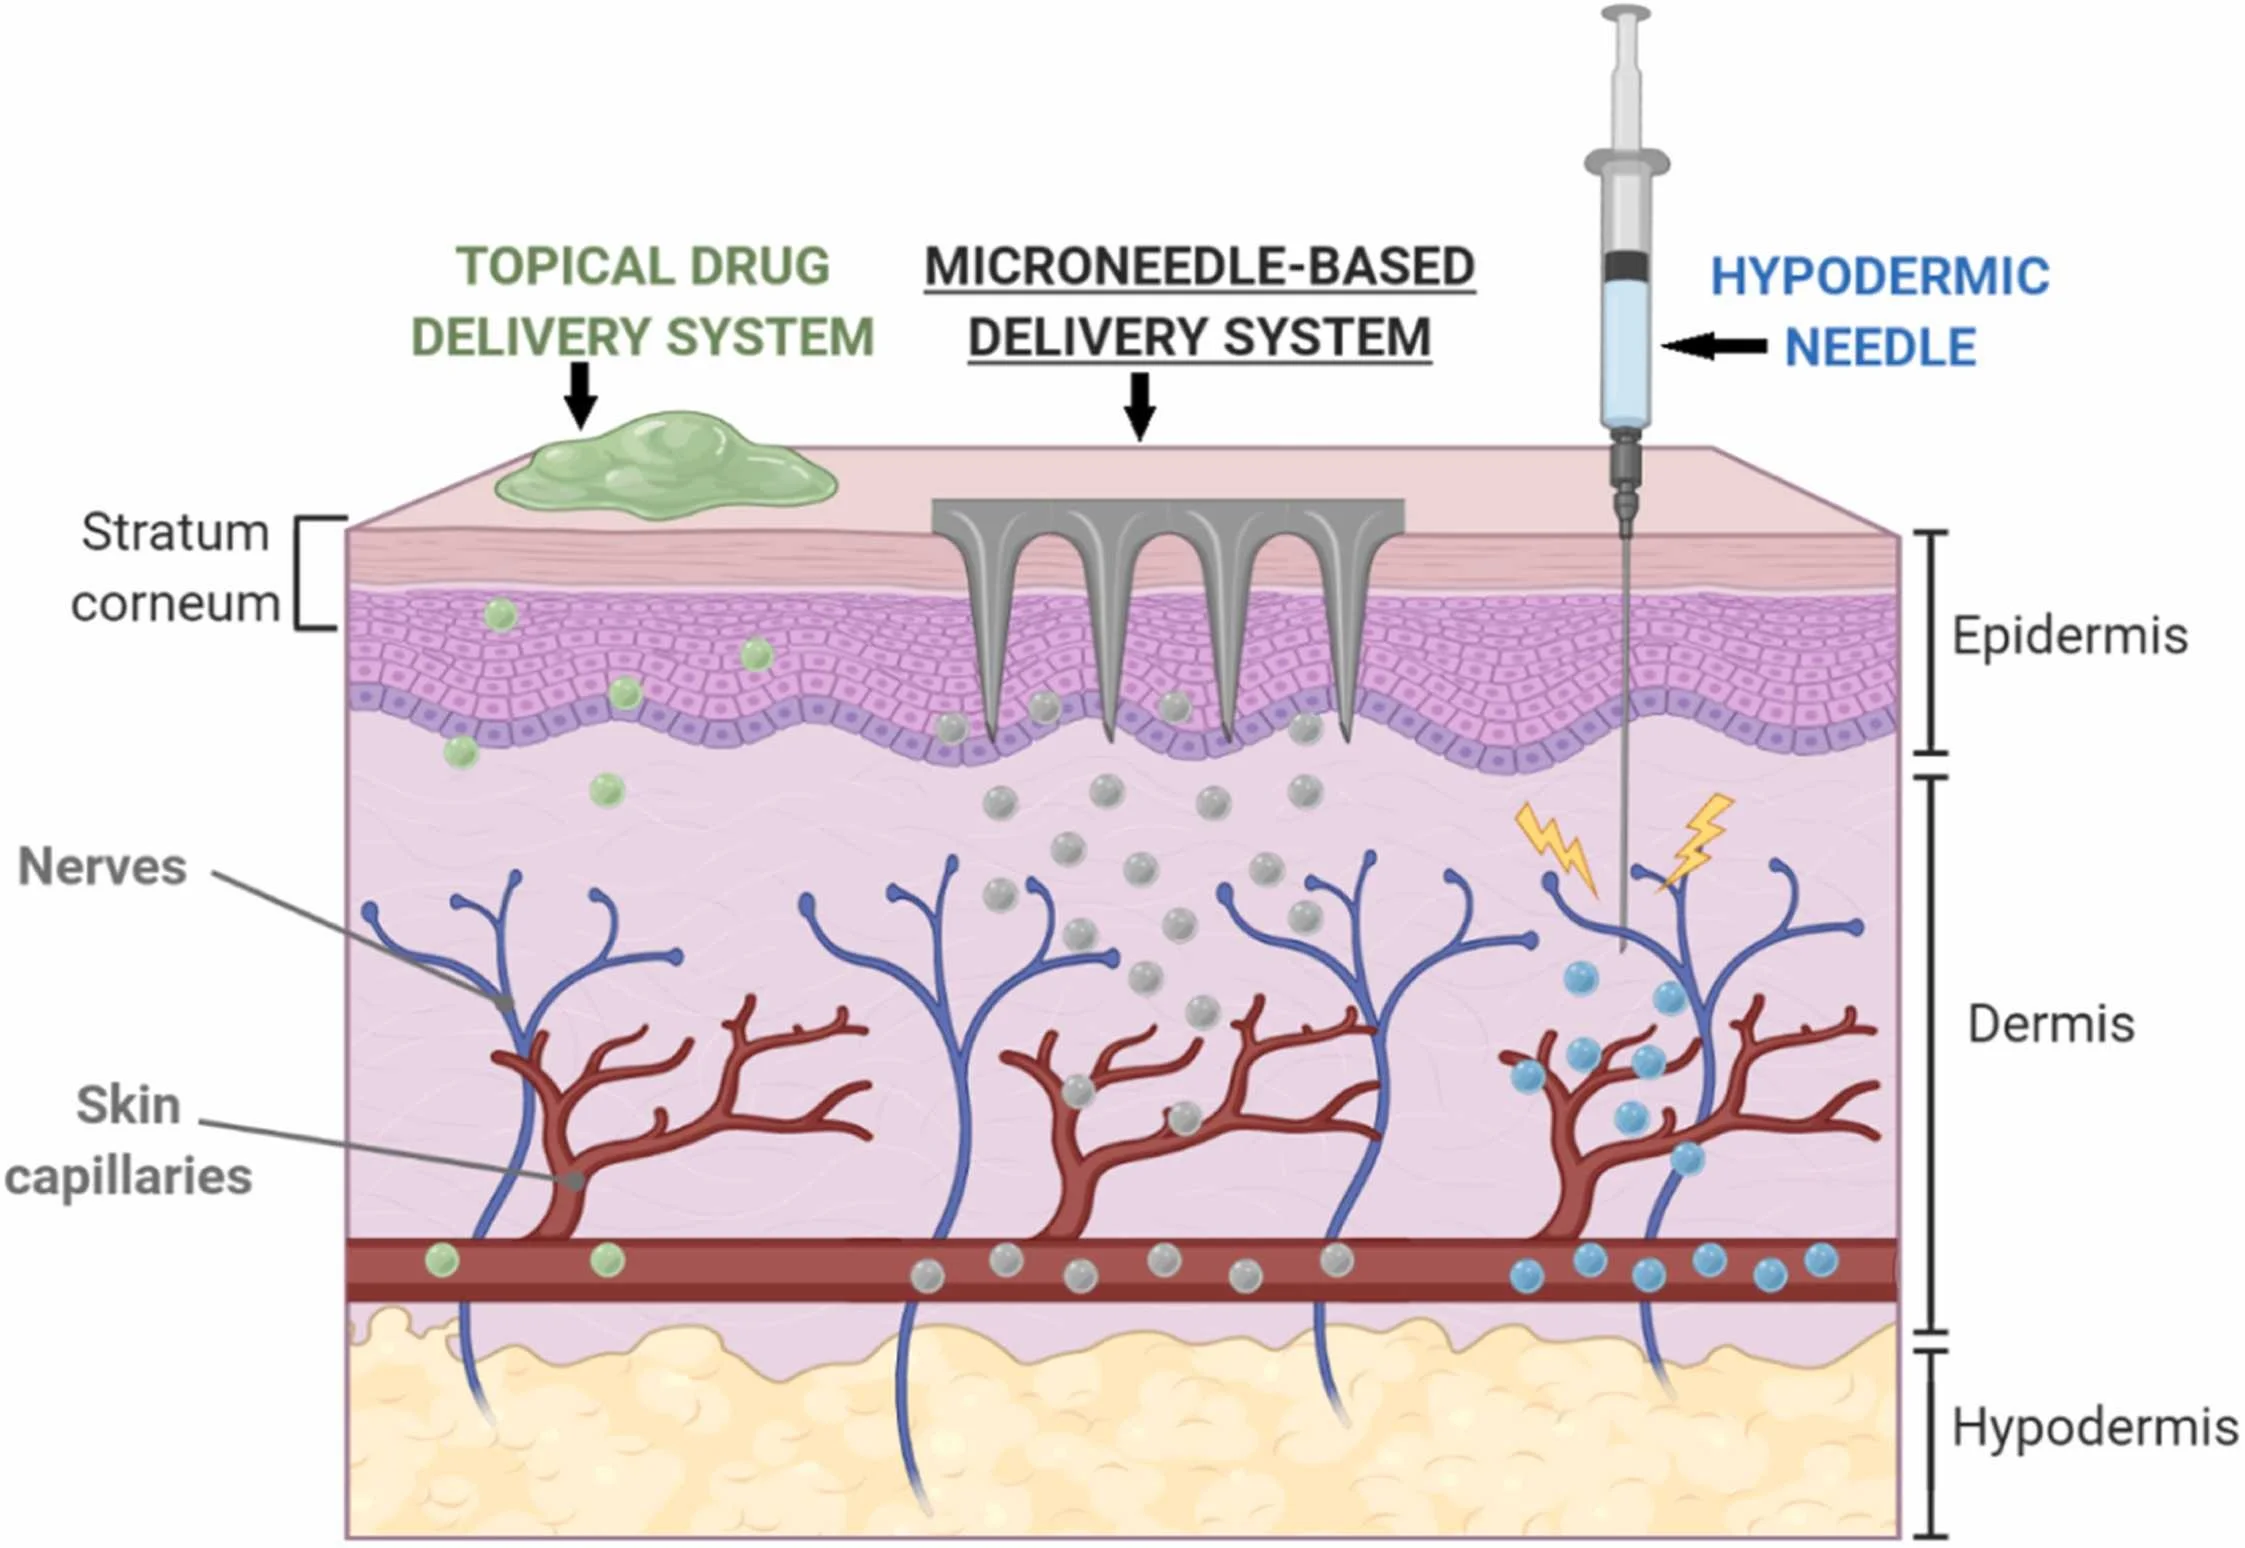 TOPICAL DRUG
DELIVERY SYSTEM
MICRONEEDLE-BASED
DELIVERY SYSTEM
HYPODERMIC
NEEDLE
Stratum
corneum
Epidermis
Nerves
Dermis
Skin
capillaries
Hypodermis